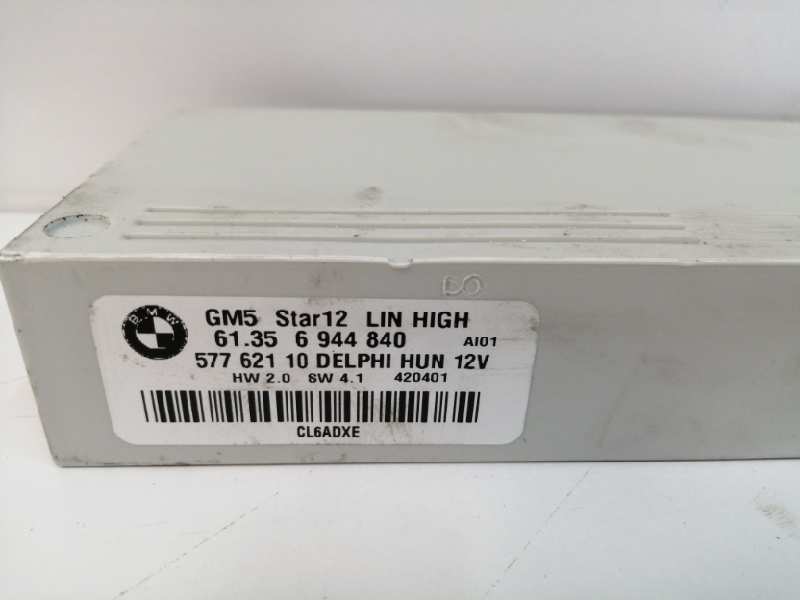 BMW
GM5 Star12 LIN HIGH
61.35 6 944 840 AI01
577 621 10 DELPHI HUN 12V
HW 2.0 SW 4.1 420401
CL6ADXE